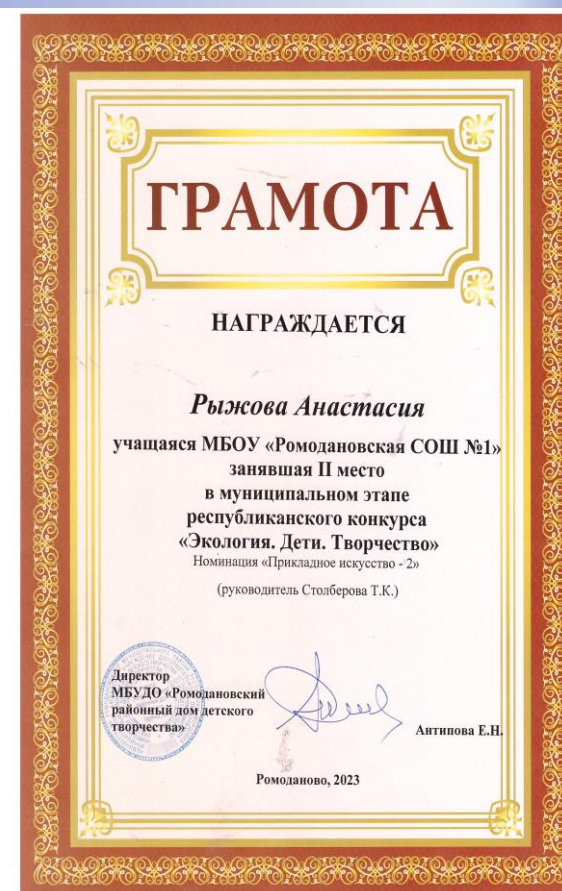 ГРАМОТА
НАГРАЖДАЕТСЯ
Рыжова Анастасия
учащаяся МБОУ «Ромодановская СОШ №1»
занявшая II место
в муниципальном этапе
республиканского конкурса
«Экология. Дети. Творчество»
Номинация «Прикладное искусство - 2»
(руководитель Столберова Т.К.)
Директор
МБУДО «Ромодановский
районный дом детского
творчества»
Антипова Е.Н.
Ромоданово, 2023